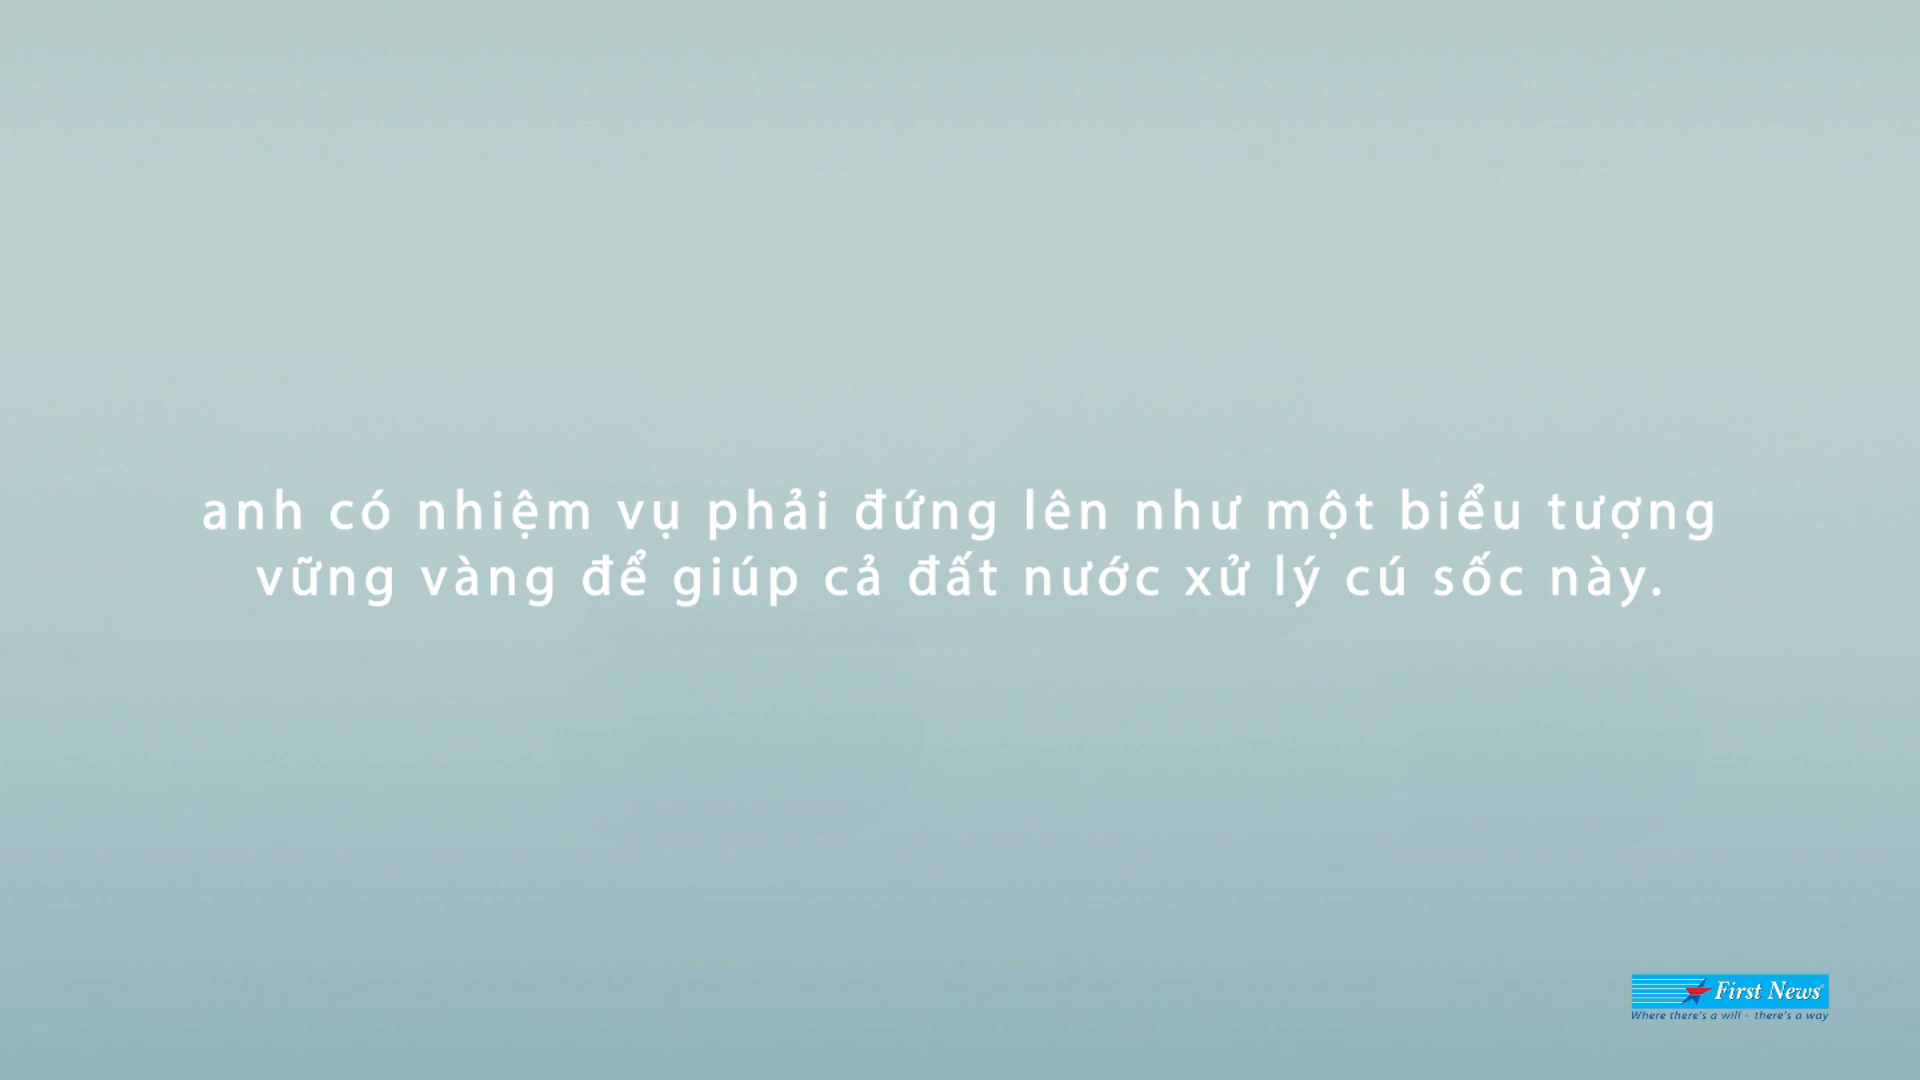 anh có nhiệm vụ phải đứng lên như một biểu tượng
vững vàng để giúp cả đất nước xử lý cú sốc này.
First News
Where there's a will - there's a way